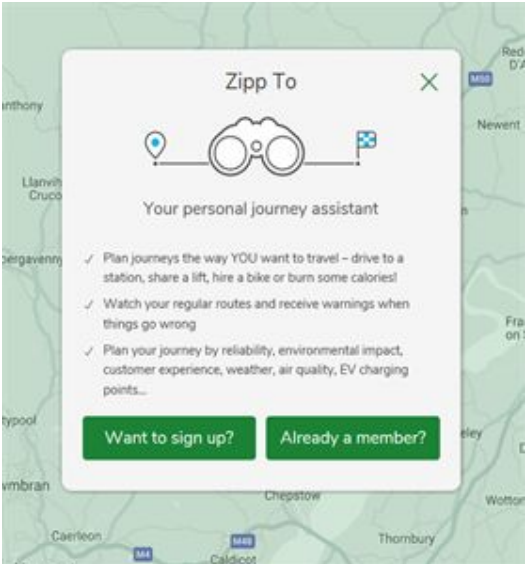 Zipp To
Your personal journey assistant
✓ Plan journeys the way YOU want to travel – drive to a
station, share a lift, hire a bike or burn some calories!
✓ Watch your regular routes and receive warnings when
things go wrong
✓ Plan your journey by reliability, environmental impact,
customer experience, weather, air quality, EV charging
points...
Want to sign up?
Already a member?
M50
Newent
Chepstow
Caerleon
M48
Thornbury
M4
Caldicot